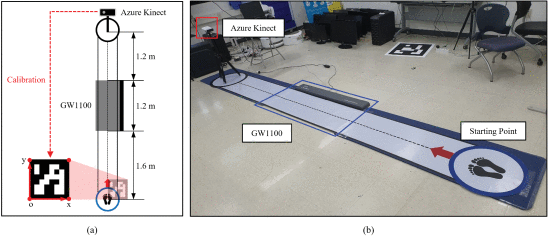 Azure Kinect
1.2 m
Calibration
GW1100
1.2 m
1.6 m
y
o
x
(a)
Azure Kinect
GW1100
Starting Point
(b)